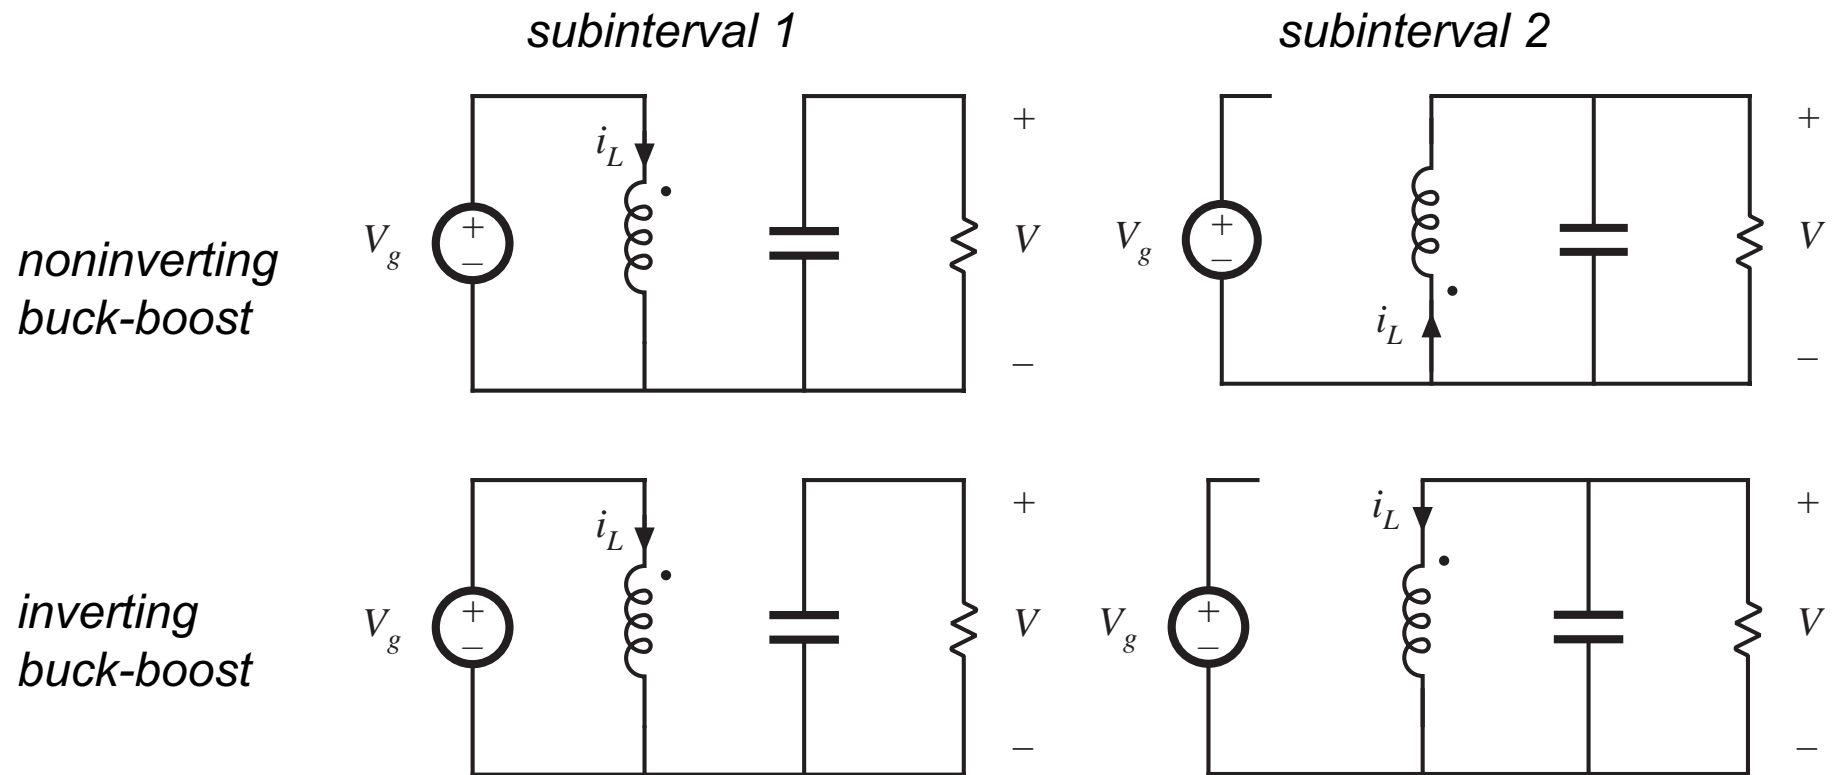 subinterval 1
subinterval 2
noninverting
buck-boost
V_g
+
−
i_L
+
V
−
V_g
+
−
i_L
+
V
−
inverting
buck-boost
V_g
+
−
i_L
+
V
−
V_g
+
−
i_L
+
V
−